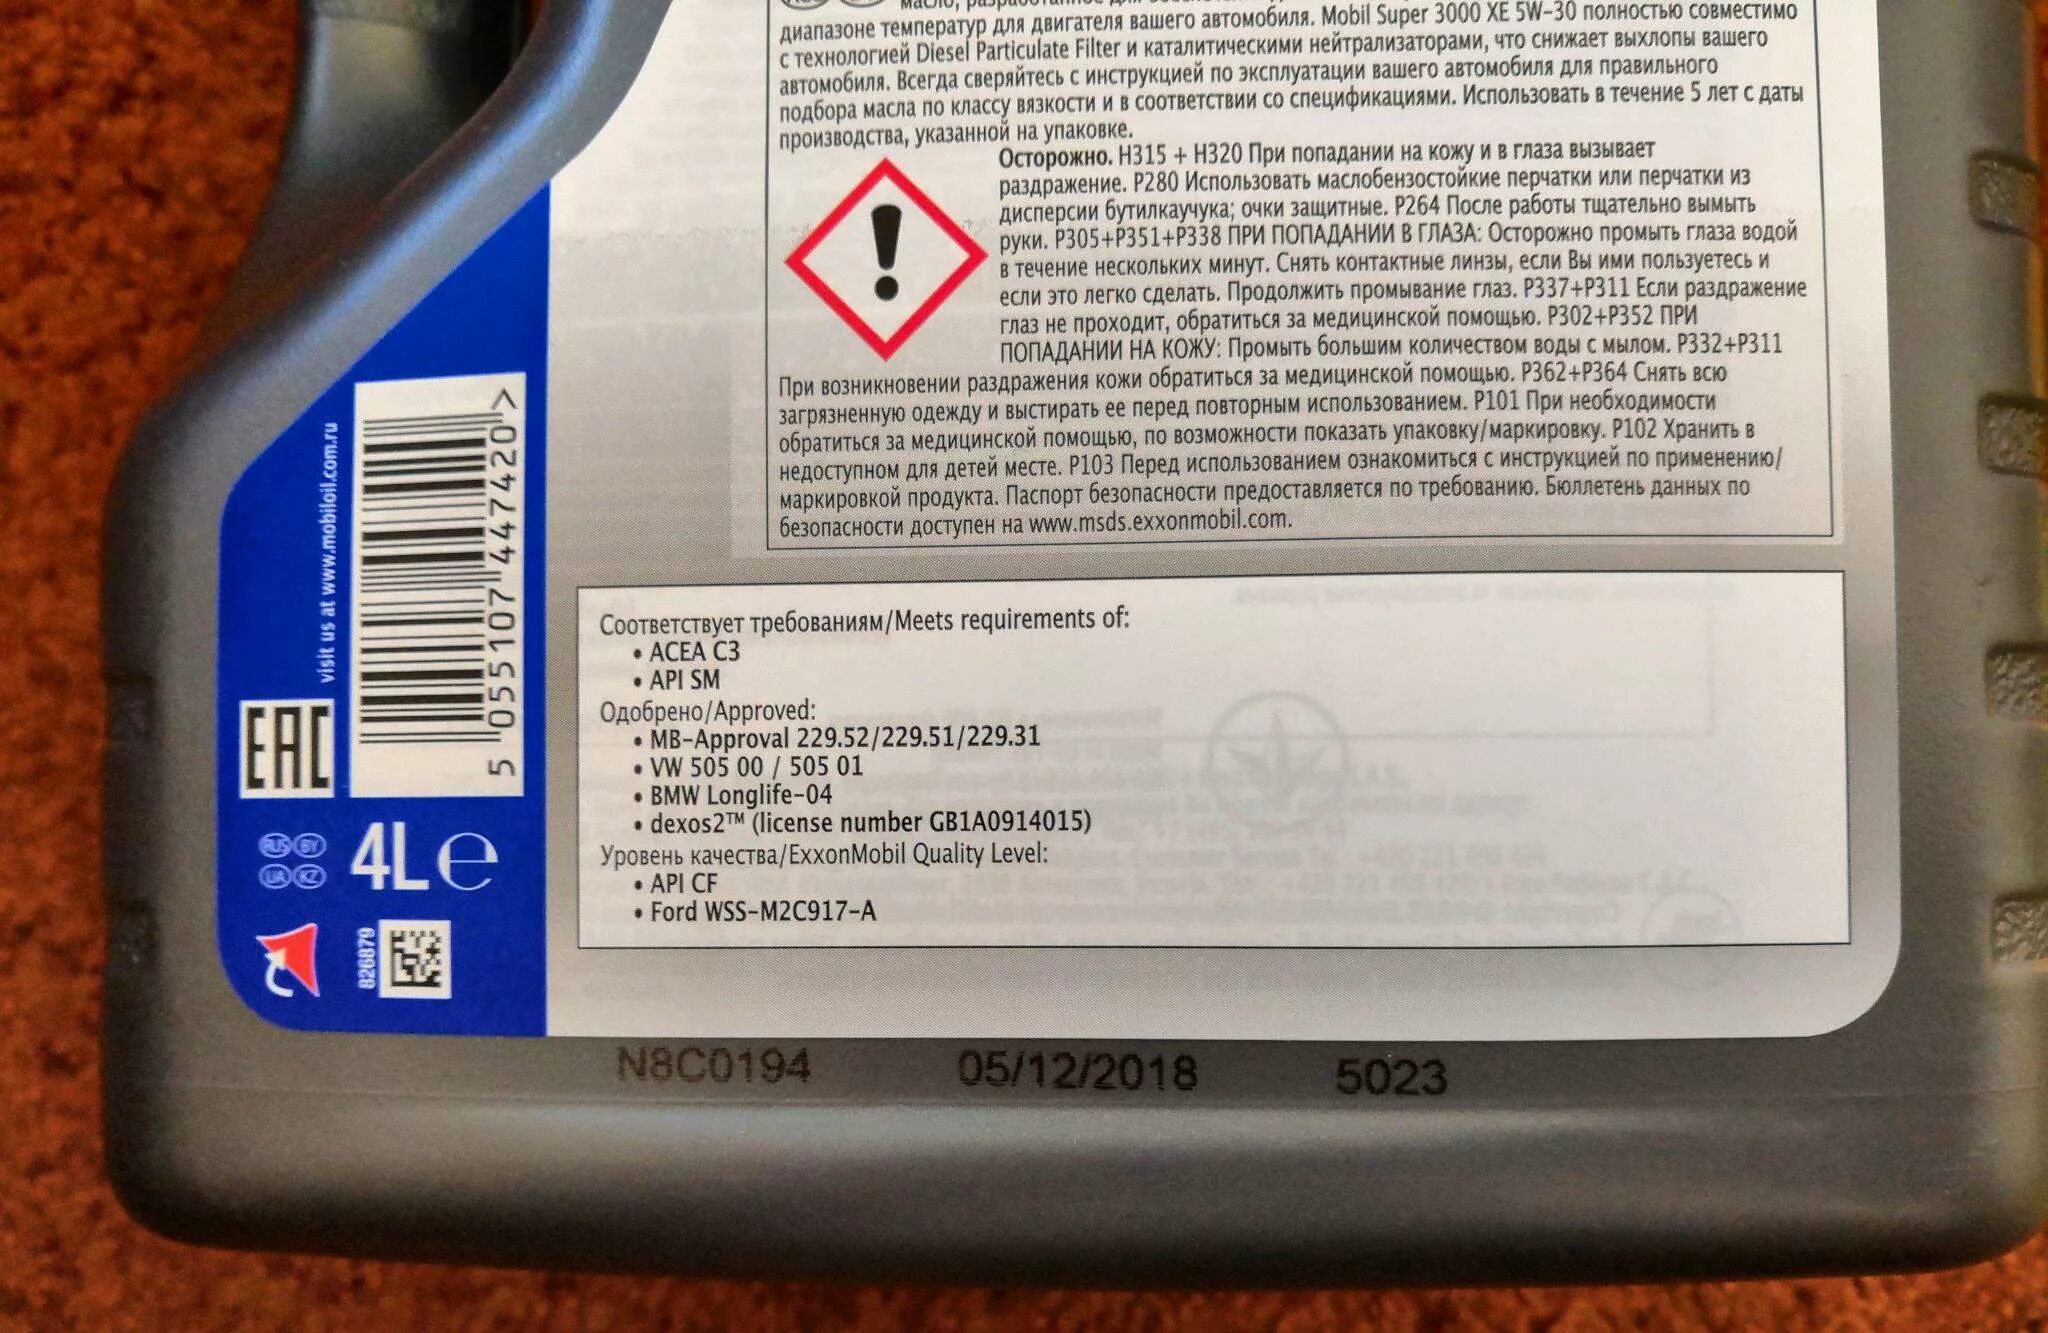 масло, разработанное для
диапазоне температур для двигателя вашего автомобиля. Mobil Super 3000 XE 5W-30 полностью совместимо
с технологией Diesel Particulate Filter и каталитическими нейтрализаторами, что снижает выхлопы вашего
автомобиля. Всегда сверяйтесь с инструкцией по эксплуатации вашего автомобиля для правильного
подбора масла по классу вязкости и в соответствии со спецификациями. Использовать в течение 5 лет с даты
производства, указанной на упаковке.
Осторожно. H315 + H320 При попадании на кожу и в глаза вызывает
раздражение. P280 Использовать маслобензостойкие перчатки или перчатки из
дисперсии бутилкаучука; очки защитные. P264 После работы тщательно вымыть
руки. P305+P351+P338 ПРИ ПОПАДАНИИ В ГЛАЗА: Осторожно промыть глаза водой
в течение нескольких минут. Снять контактные линзы, если Вы ими пользуетесь и
если это легко сделать. Продолжить промывание глаз. P337+P311 Если раздражение
глаз не проходит, обратиться за медицинской помощью. P302+P352 ПРИ
ПОПАДАНИИ НА КОЖУ: Промыть большим количеством воды с мылом. P332+P311
При возникновении раздражения кожи обратиться за медицинской помощью. P362+P364 Снять всю
загрязненную одежду и выстирать ее перед повторным использованием. P101 При необходимости
обратиться за медицинской помощью, по возможности показать упаковку/маркировку. P102 Хранить в
недоступном для детей месте. P103 Перед использованием ознакомиться с инструкцией по применению/
маркировкой продукта. Паспорт безопасности предоставляется по требованию. Бюллетень данных по
безопасности доступен на www.msds.exxonmobil.com.
visit us at www.mobiloil.com.ru
5 055107 447420 >
EAC
RUS BY
UA KZ
4L e
826879
Соответствует требованиям/Meets requirements of:
• ACEA C3
• API SM
Одобрено/Approved:
• MB-Approval 229.52/229.51/229.31
• VW 505 00 / 505 01
• BMW Longlife-04
• dexos2™ (license number GB1A0914015)
Уровень качества/ExxonMobil Quality Level:
• API CF
• Ford WSS-M2C917-A
N8C0194 05/12/2018 5023